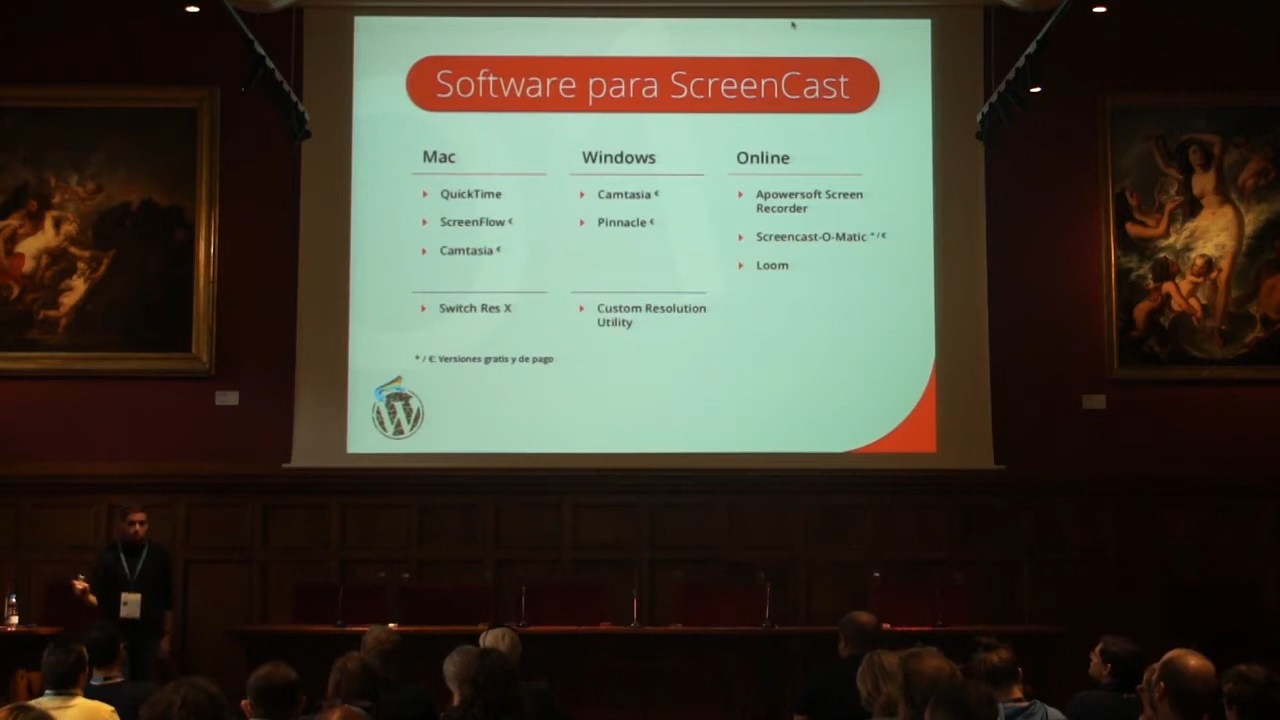 Software para ScreenCast
Mac
QuickTime
ScreenFlow €
Camtasia €
Switch Res X
Windows
Camtasia €
Pinnacle €
Custom Resolution
Utility
Online
Apowersoft Screen
Recorder
Screencast-O-Matic */€
Loom
* / €: Versiones gratis y de pago
W